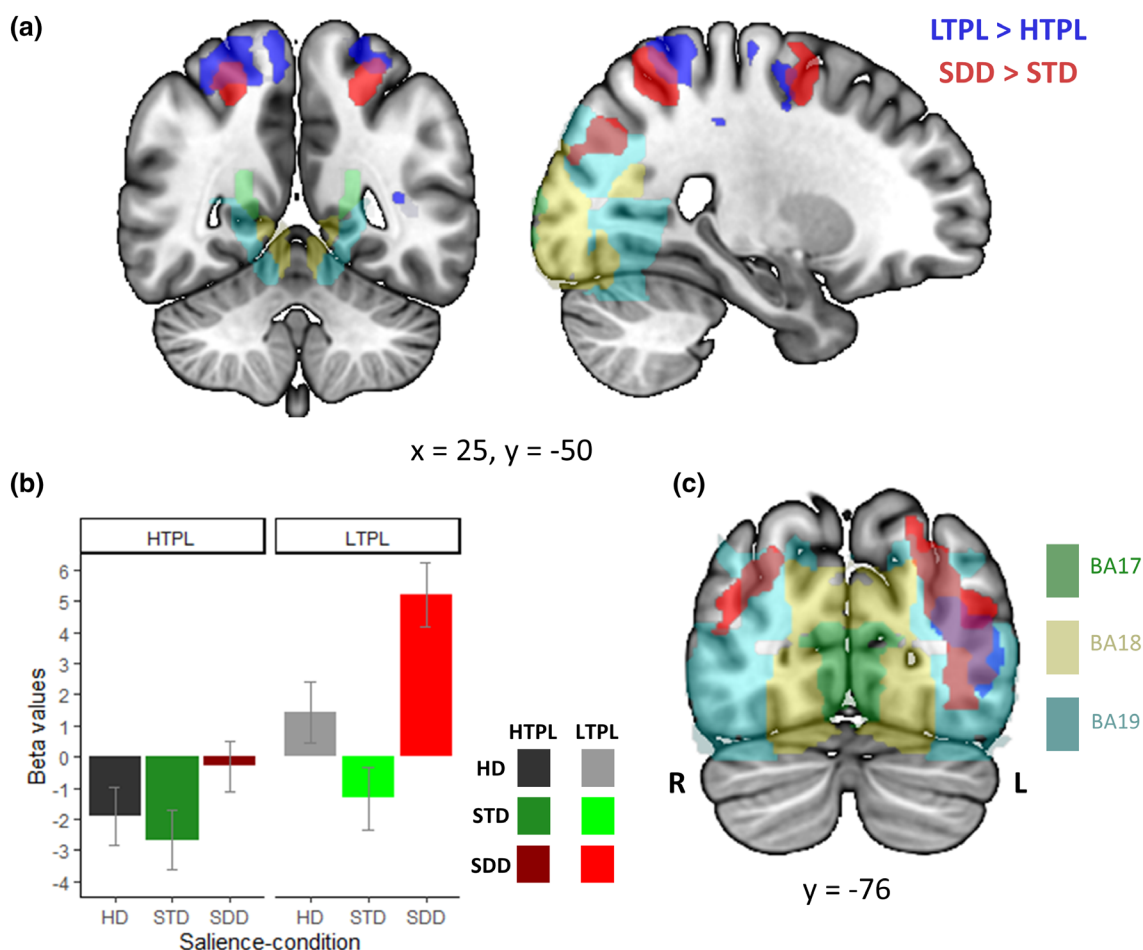 (a)
LTPL > HTPL
SDD > STD
x = 25, y = -50
(b)
HTPL LTPL
6
5
4
3
2
1
0
-1
-2
-3
-4
Beta values
HD STD SDD HD STD SDD
Salience-condition
HTPL LTPL
HD
STD
SDD
(c)
BA17
BA18
BA19
R L
y = -76